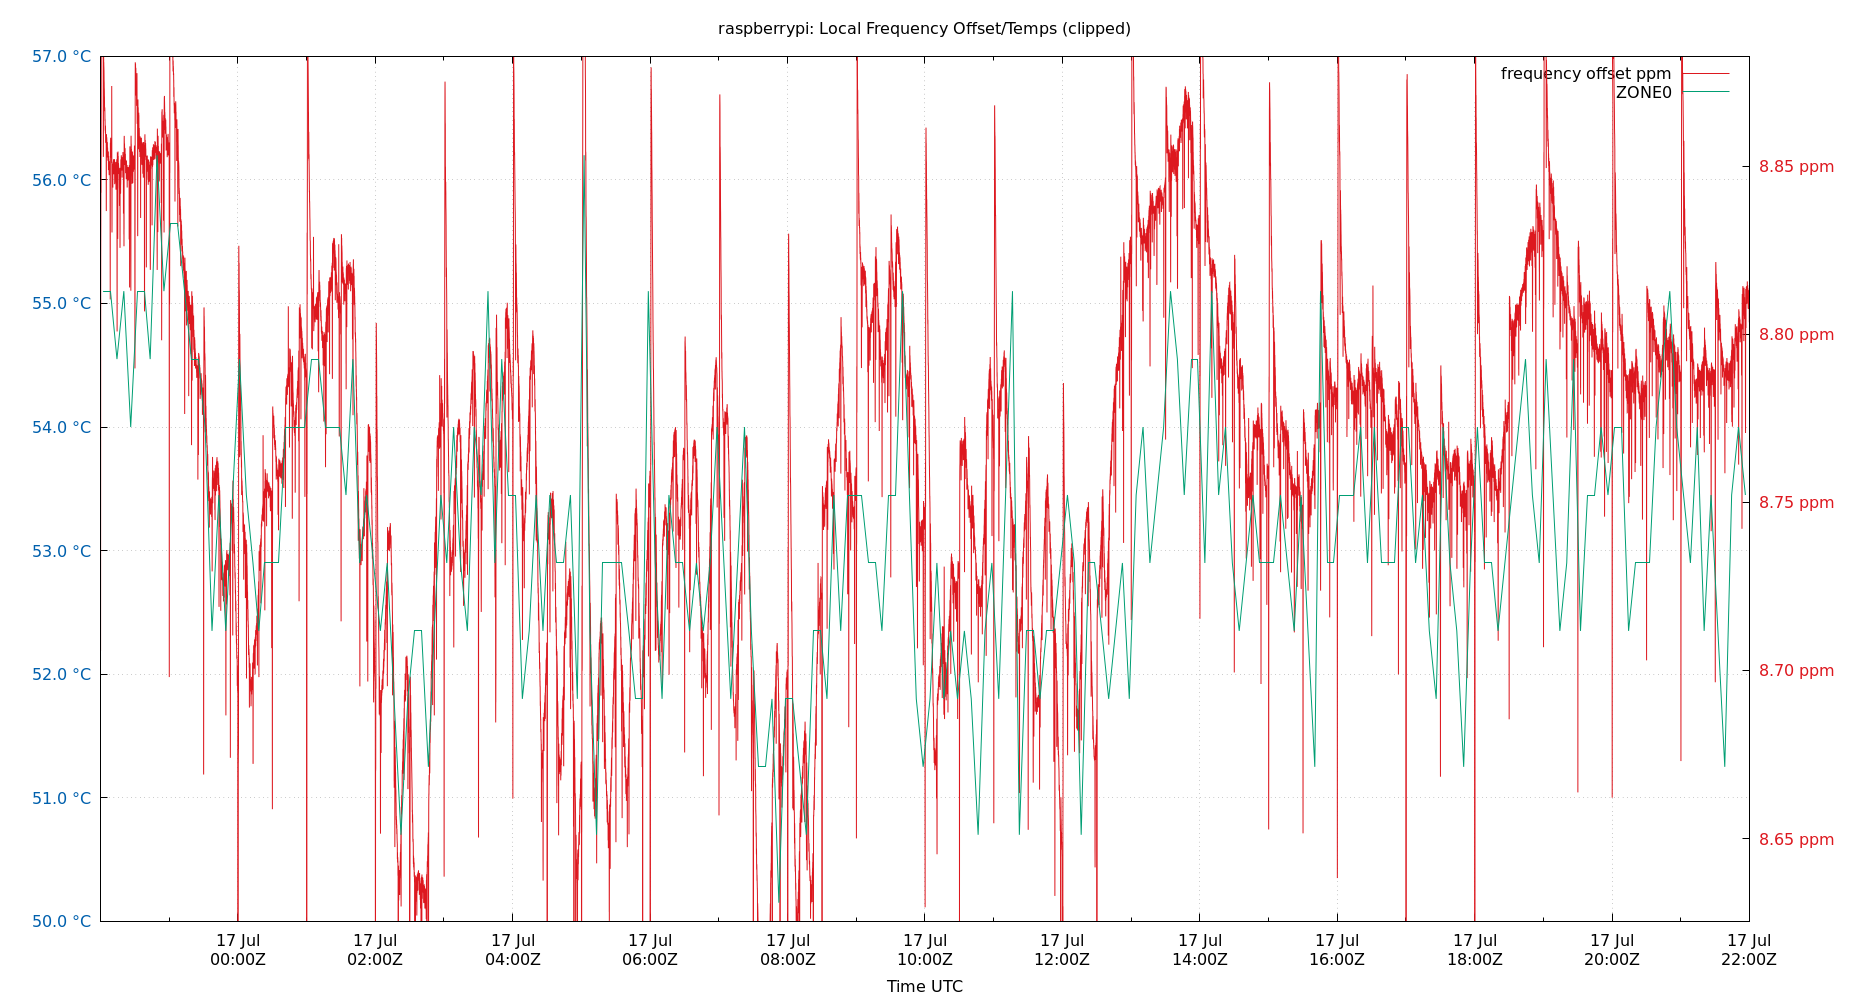 raspberrypi: Local Frequency Offset/Temps (clipped)
57.0 °C
56.0 °C
55.0 °C
54.0 °C
53.0 °C
52.0 °C
51.0 °C
50.0 °C
frequency offset ppm
ZONE0
8.85 ppm
8.80 ppm
8.75 ppm
8.70 ppm
8.65 ppm
17 Jul 17 Jul 17 Jul 17 Jul 17 Jul 17 Jul 17 Jul 17 Jul 17 Jul 17 Jul 17 Jul 17 Jul
00:00Z 02:00Z 04:00Z 06:00Z 08:00Z 10:00Z 12:00Z 14:00Z 16:00Z 18:00Z 20:00Z 22:00Z
Time UTC